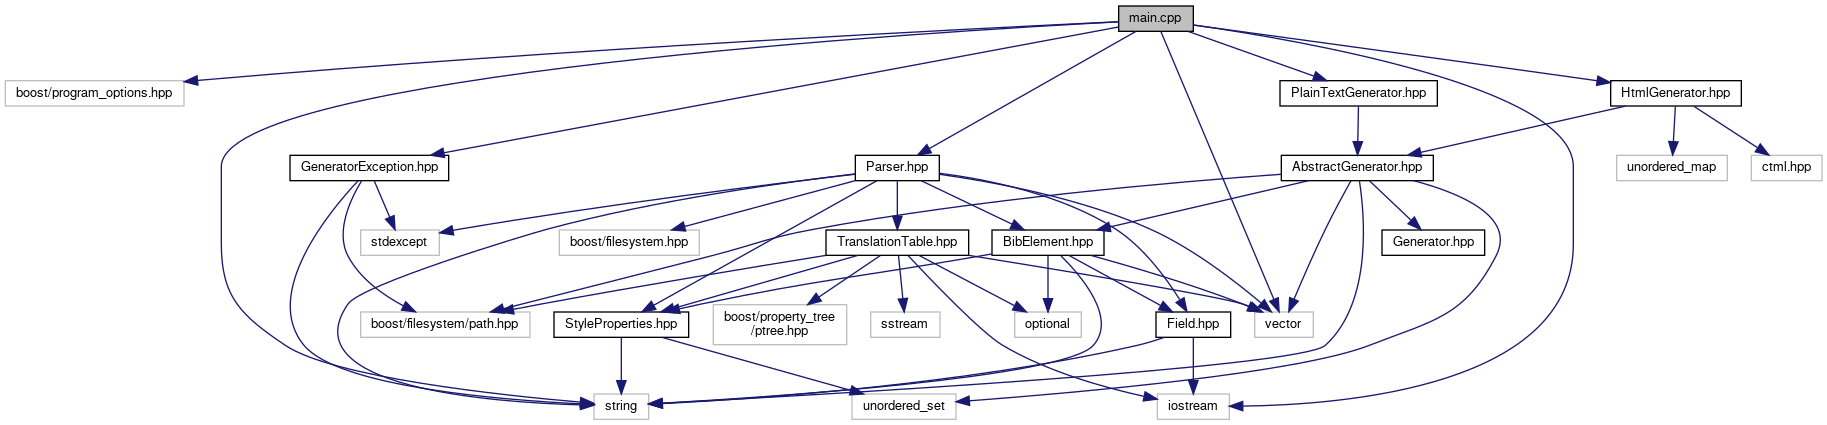 main.cpp
boost/program_options.hpp
PlainTextGenerator.hpp
HtmlGenerator.hpp
GeneratorException.hpp
Parser.hpp
AbstractGenerator.hpp
unordered_map
ctml.hpp
stdexcept
boost/filesystem.hpp
TranslationTable.hpp
BibElement.hpp
Generator.hpp
boost/filesystem/path.hpp
StyleProperties.hpp
boost/property_tree
/ptree.hpp
sstream
optional
Field.hpp
vector
string
unordered_set
iostream